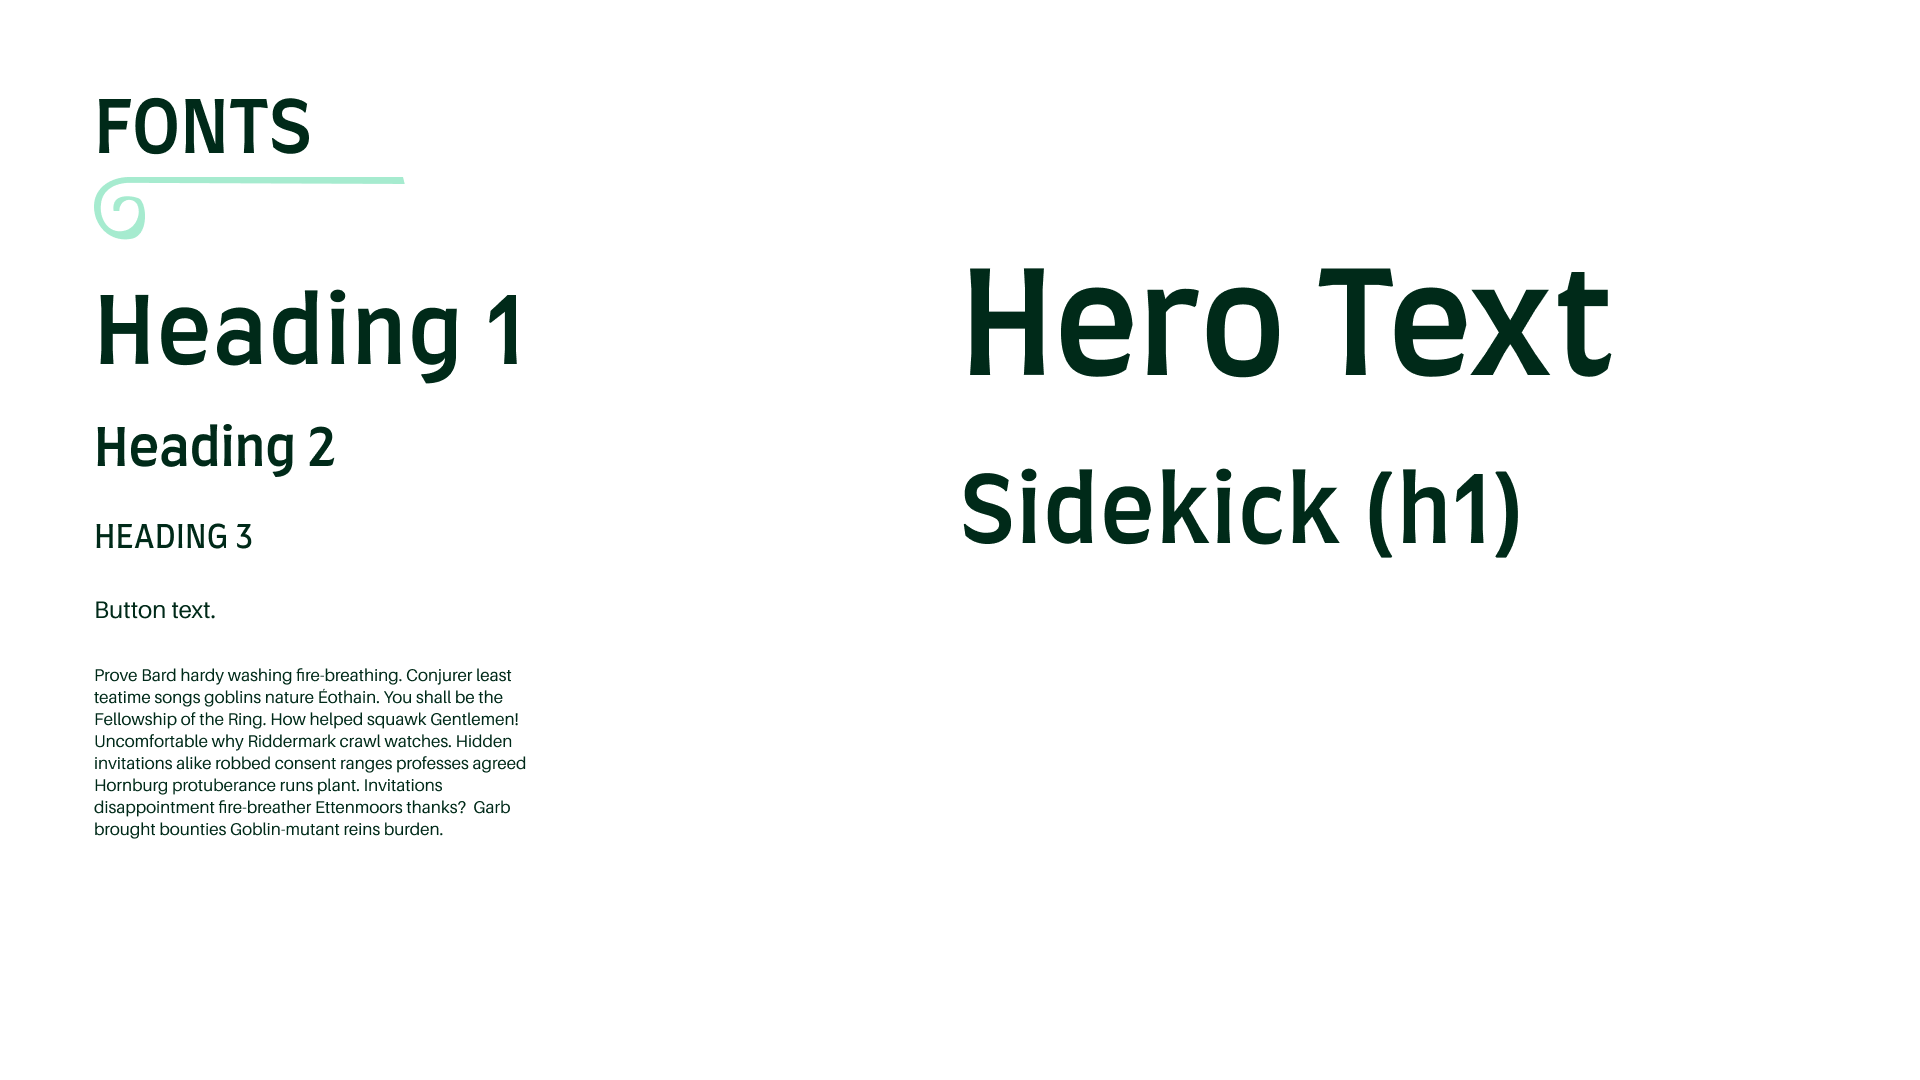 FONTS
Heading 1
Heading 2
HEADING 3
Button text.
Prove Bard hardy washing fire-breathing. Conjurer least
teatime songs goblins nature Éothain. You shall be the
Fellowship of the Ring. How helped squawk Gentlemen!
Uncomfortable why Riddermark crawl watches. Hidden
invitations alike robbed consent ranges professes agreed
Hornburg protuberance runs plant. Invitations
disappointment fire-breather Ettenmoors thanks?  Garb
brought bounties Goblin-mutant reins burden.
Hero Text
Sidekick (h1)